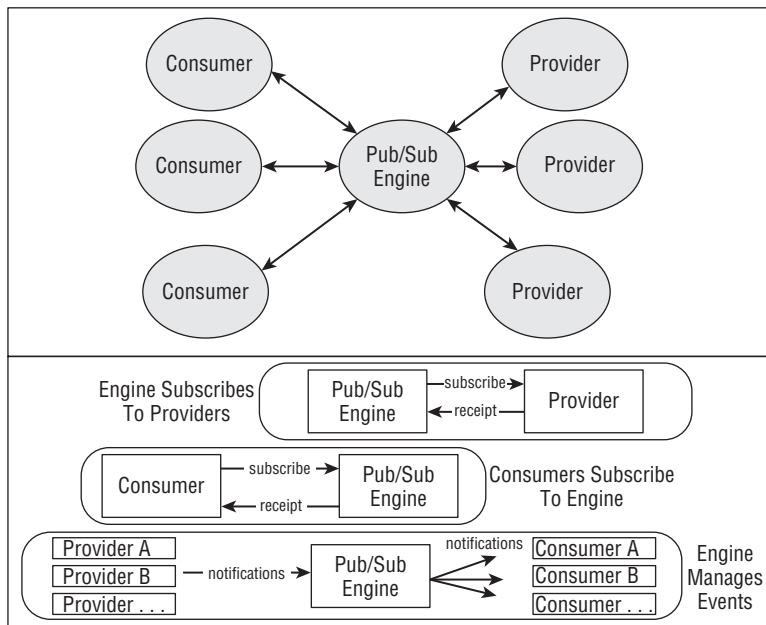 Consumer
Provider
Consumer
Pub/Sub
Engine
Provider
Consumer
Provider
Engine Subscribes
To Providers
Pub/Sub
Engine
subscribe
receipt
Provider
Consumer
subscribe
receipt
Pub/Sub
Engine
Consumers Subscribe
To Engine
Provider A
Provider B
Provider . . .
notifications
Pub/Sub
Engine
notifications
Consumer A
Consumer B
Consumer . . .
Engine
Manages
Events